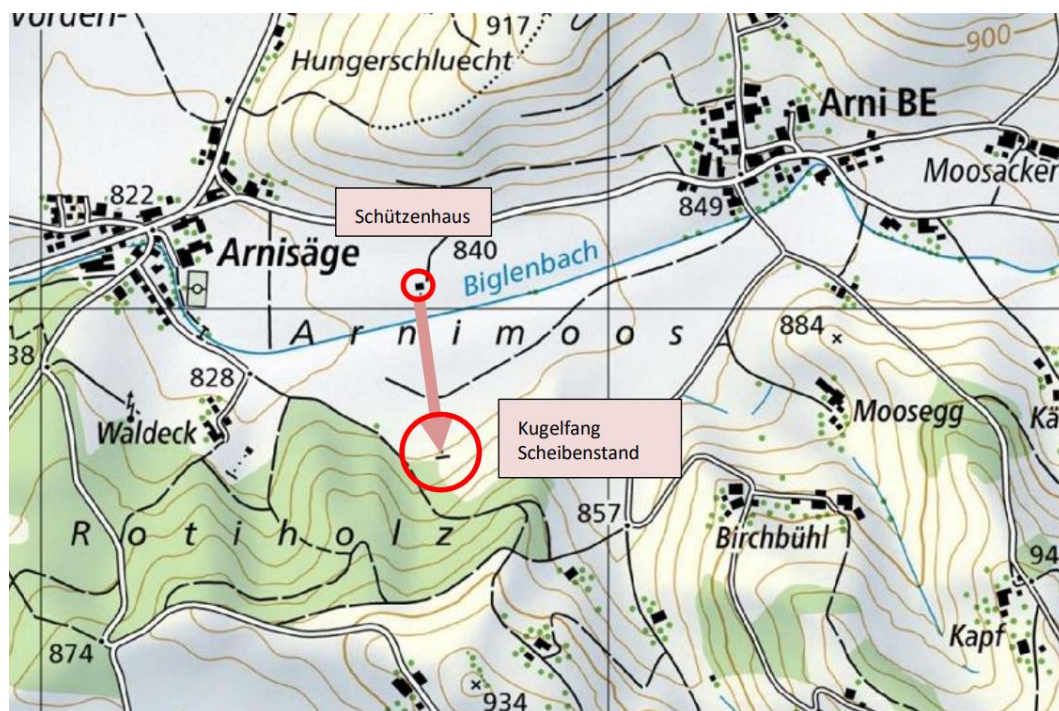 Vorden-
917
900
Hungerschluecht
Arni BE
Moosacker
822
Schützenhaus
849
840
Arnisäge
Biglenbach
Arnimoos
884
38
828
Waldeck
Moosegg
Kä
Kugelfang
Scheibenstand
857
Rotiholz
Birchbühl
94
874
Kapf
934